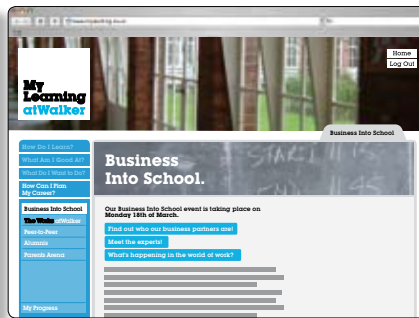 Home
Log Out
My
Learning
atWalker
Business Into School
How Do I Learn?
What Am I Good At?
What Do I Want to Do?
How Can I Plan
My Career?
Business Into School
The Works atWalker
Peer-to-Peer
Alumnis
Parents Arena
My Progress
Business
Into School.
Our Business Into School event is taking place on
Monday 18th of March.
Find out who our business partners are!
Meet the experts!
What's happening in the world of work?